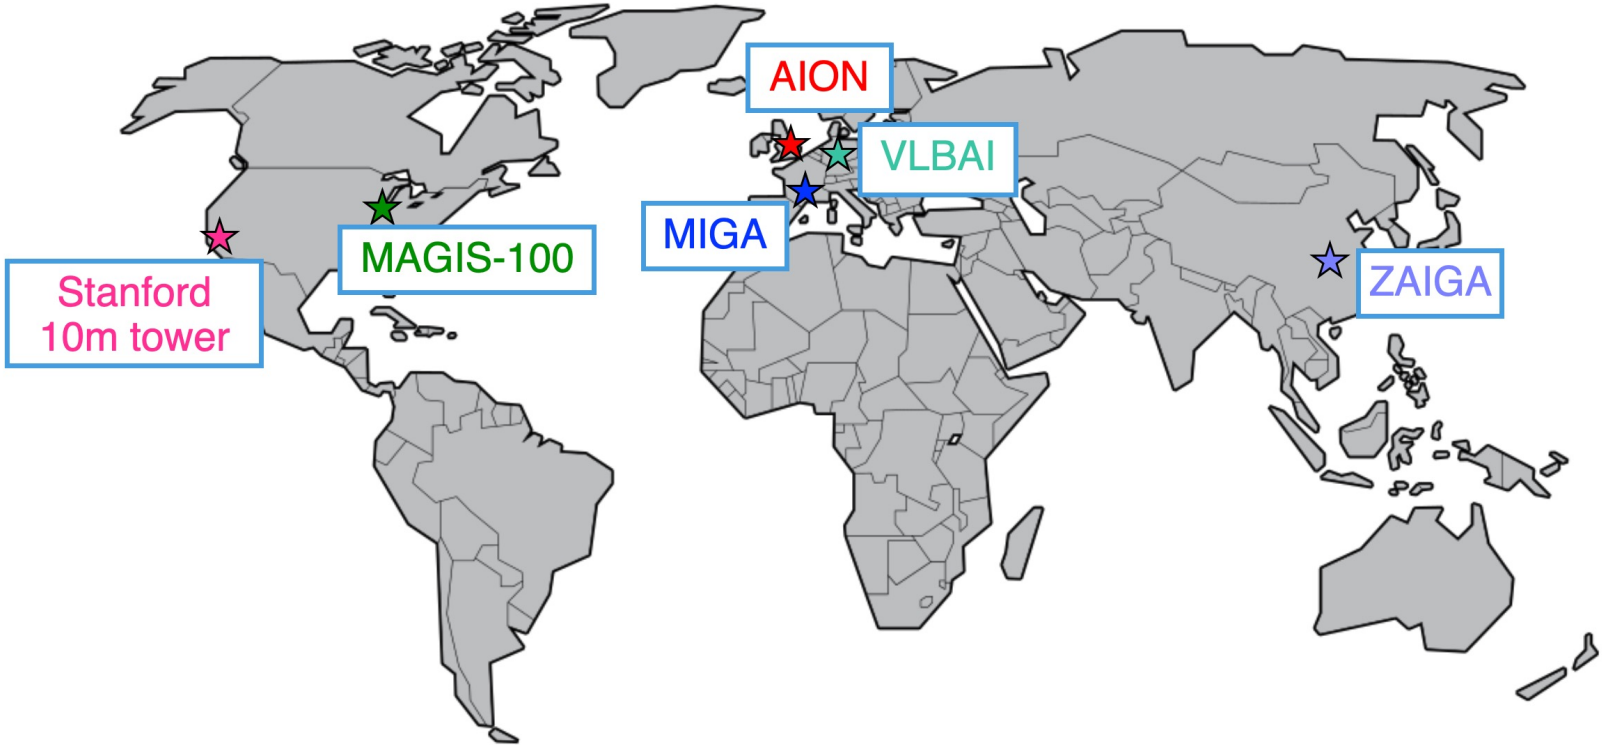 AION
VLBAI
MIGA
MAGIS-100
ZAIGA
Stanford
10m tower